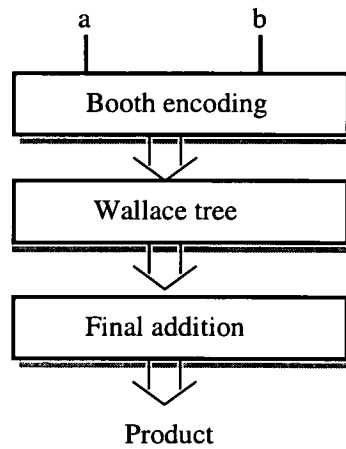 a b
Booth encoding
Wallace tree
Final addition
Product